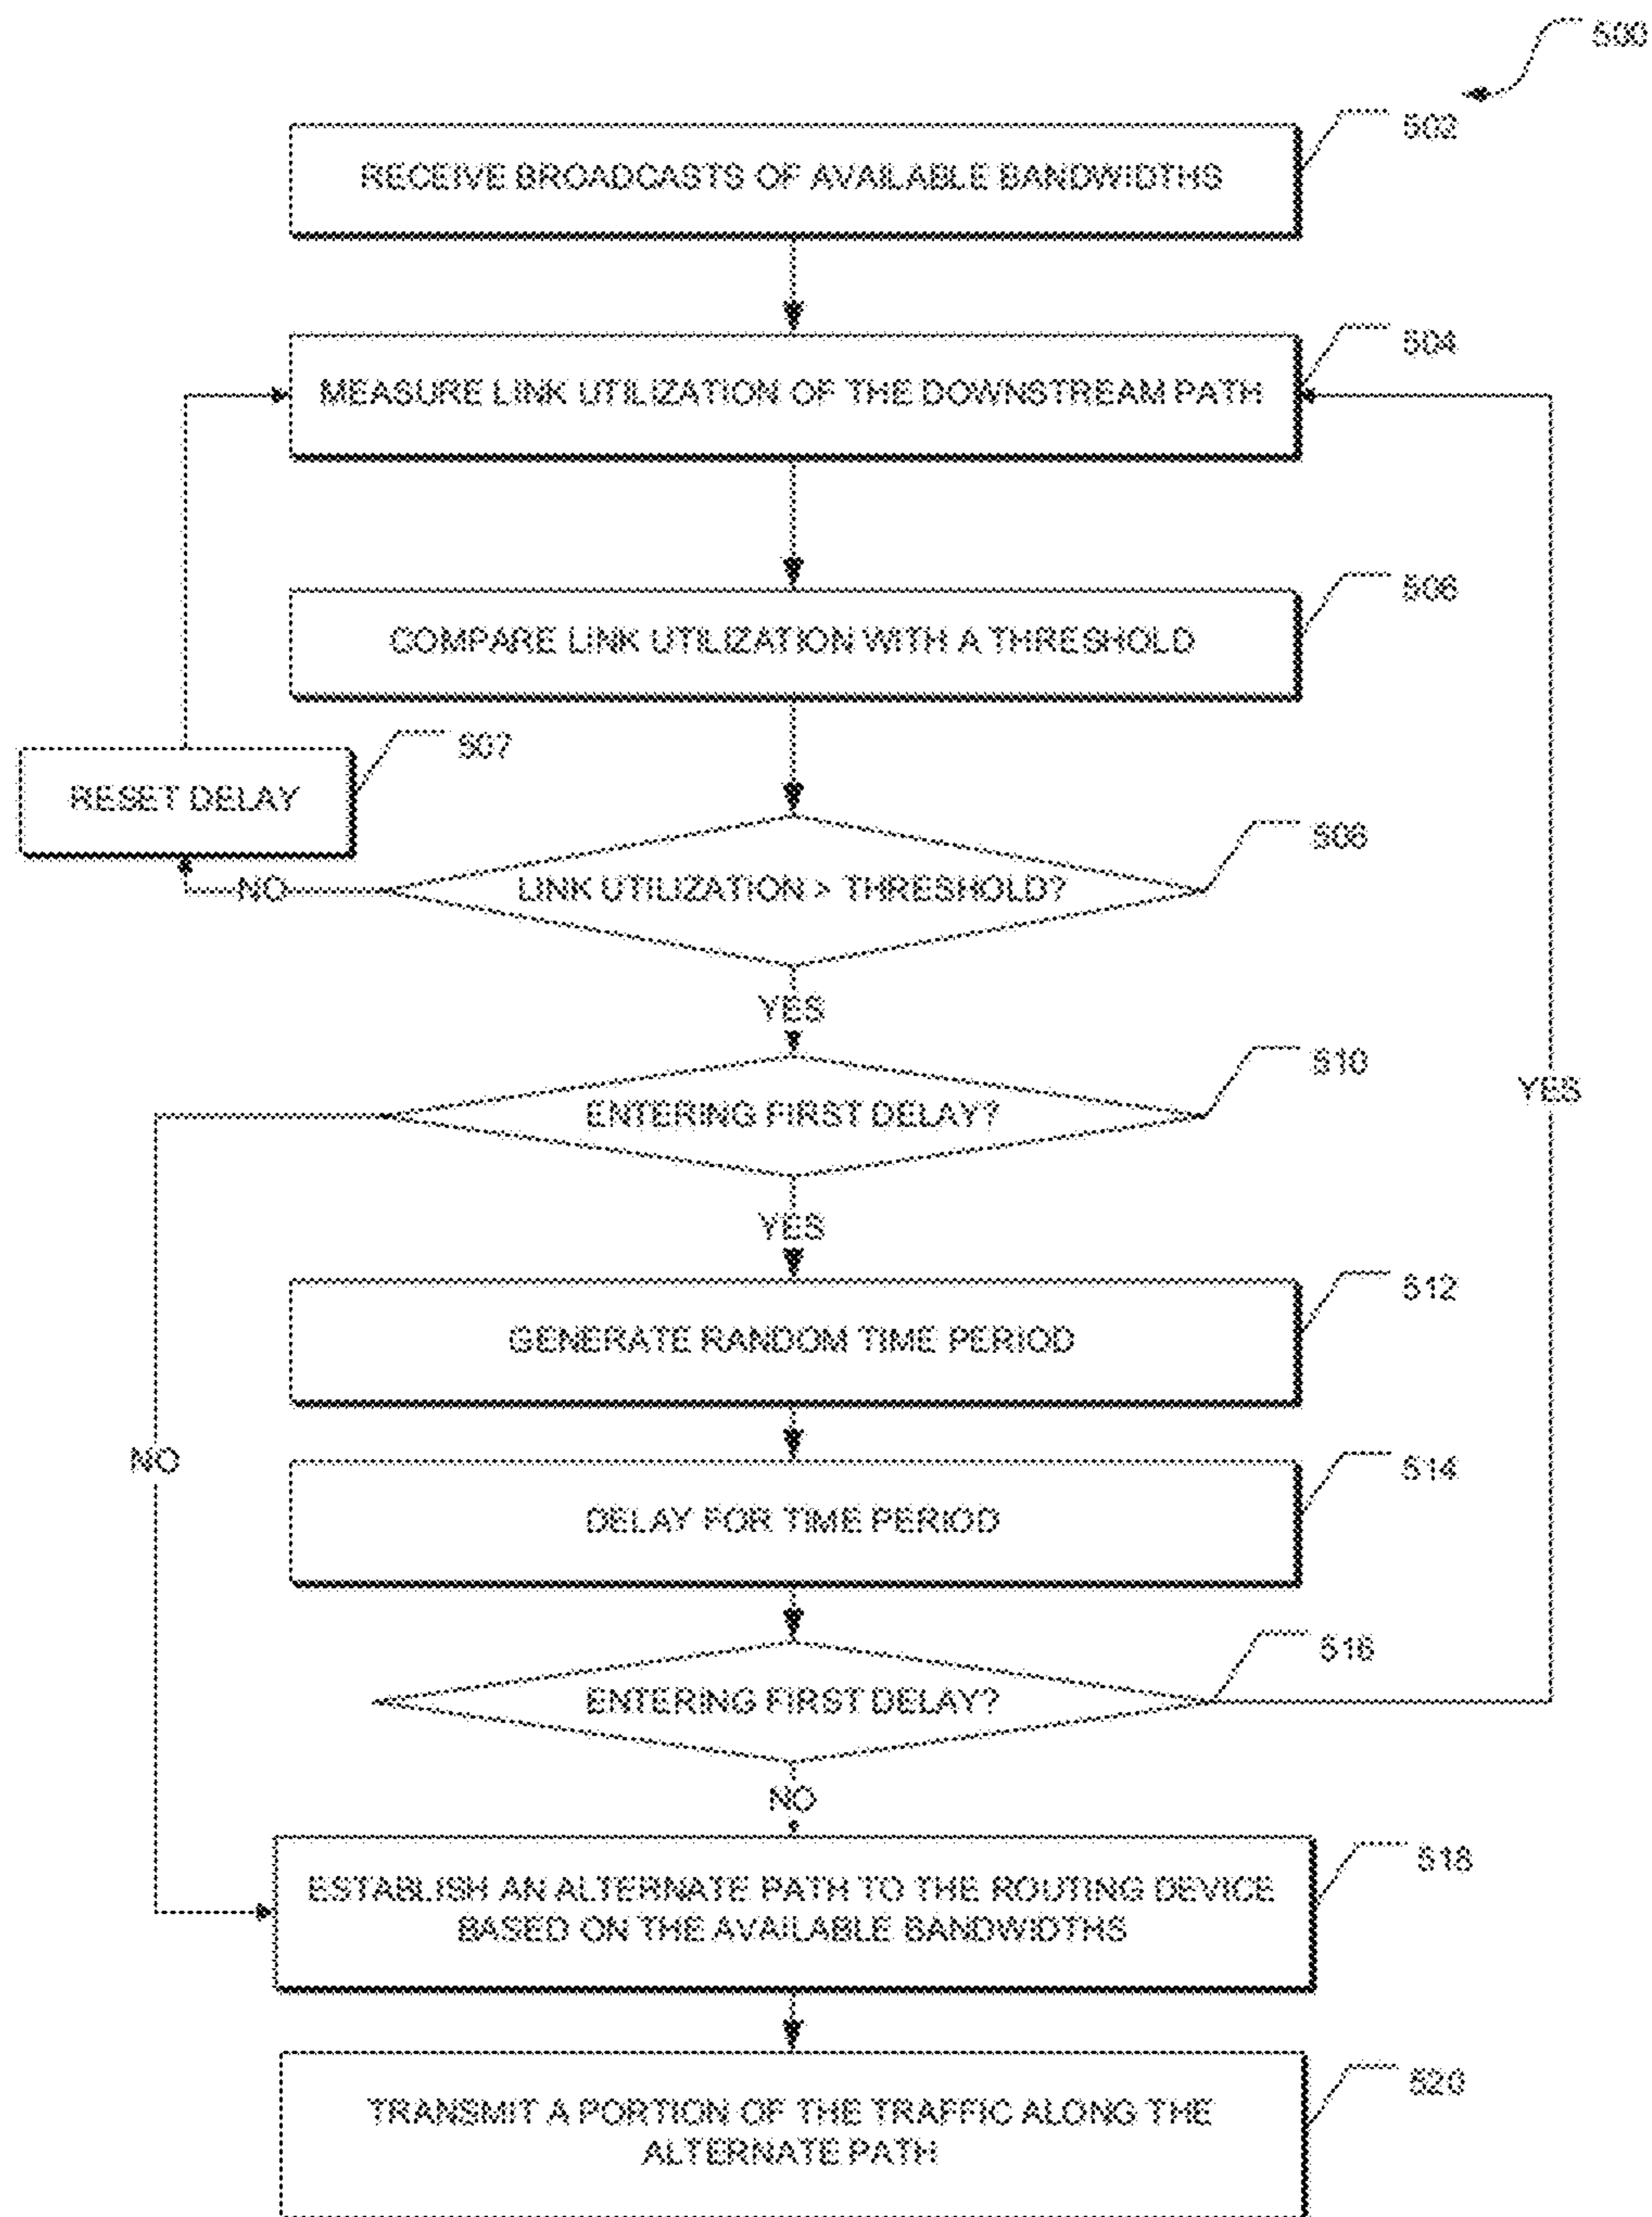 500
502
RECEIVE BROADCASTS OF AVAILABLE BANDWIDTHS
504
MEASURE LINK UTILIZATION OF THE DOWNSTREAM PATH
506
COMPARE LINK UTILIZATION WITH A THRESHOLD
507
RESET DELAY
508
NO
LINK UTILIZATION > THRESHOLD?
YES
510
ENTERING FIRST DELAY?
YES
YES
512
GENERATE RANDOM TIME PERIOD
NO
514
DELAY FOR TIME PERIOD
516
ENTERING FIRST DELAY?
NO
518
ESTABLISH AN ALTERNATE PATH TO THE ROUTING DEVICE
BASED ON THE AVAILABLE BANDWIDTHS
520
TRANSMIT A PORTION OF THE TRAFFIC ALONG THE
ALTERNATE PATH